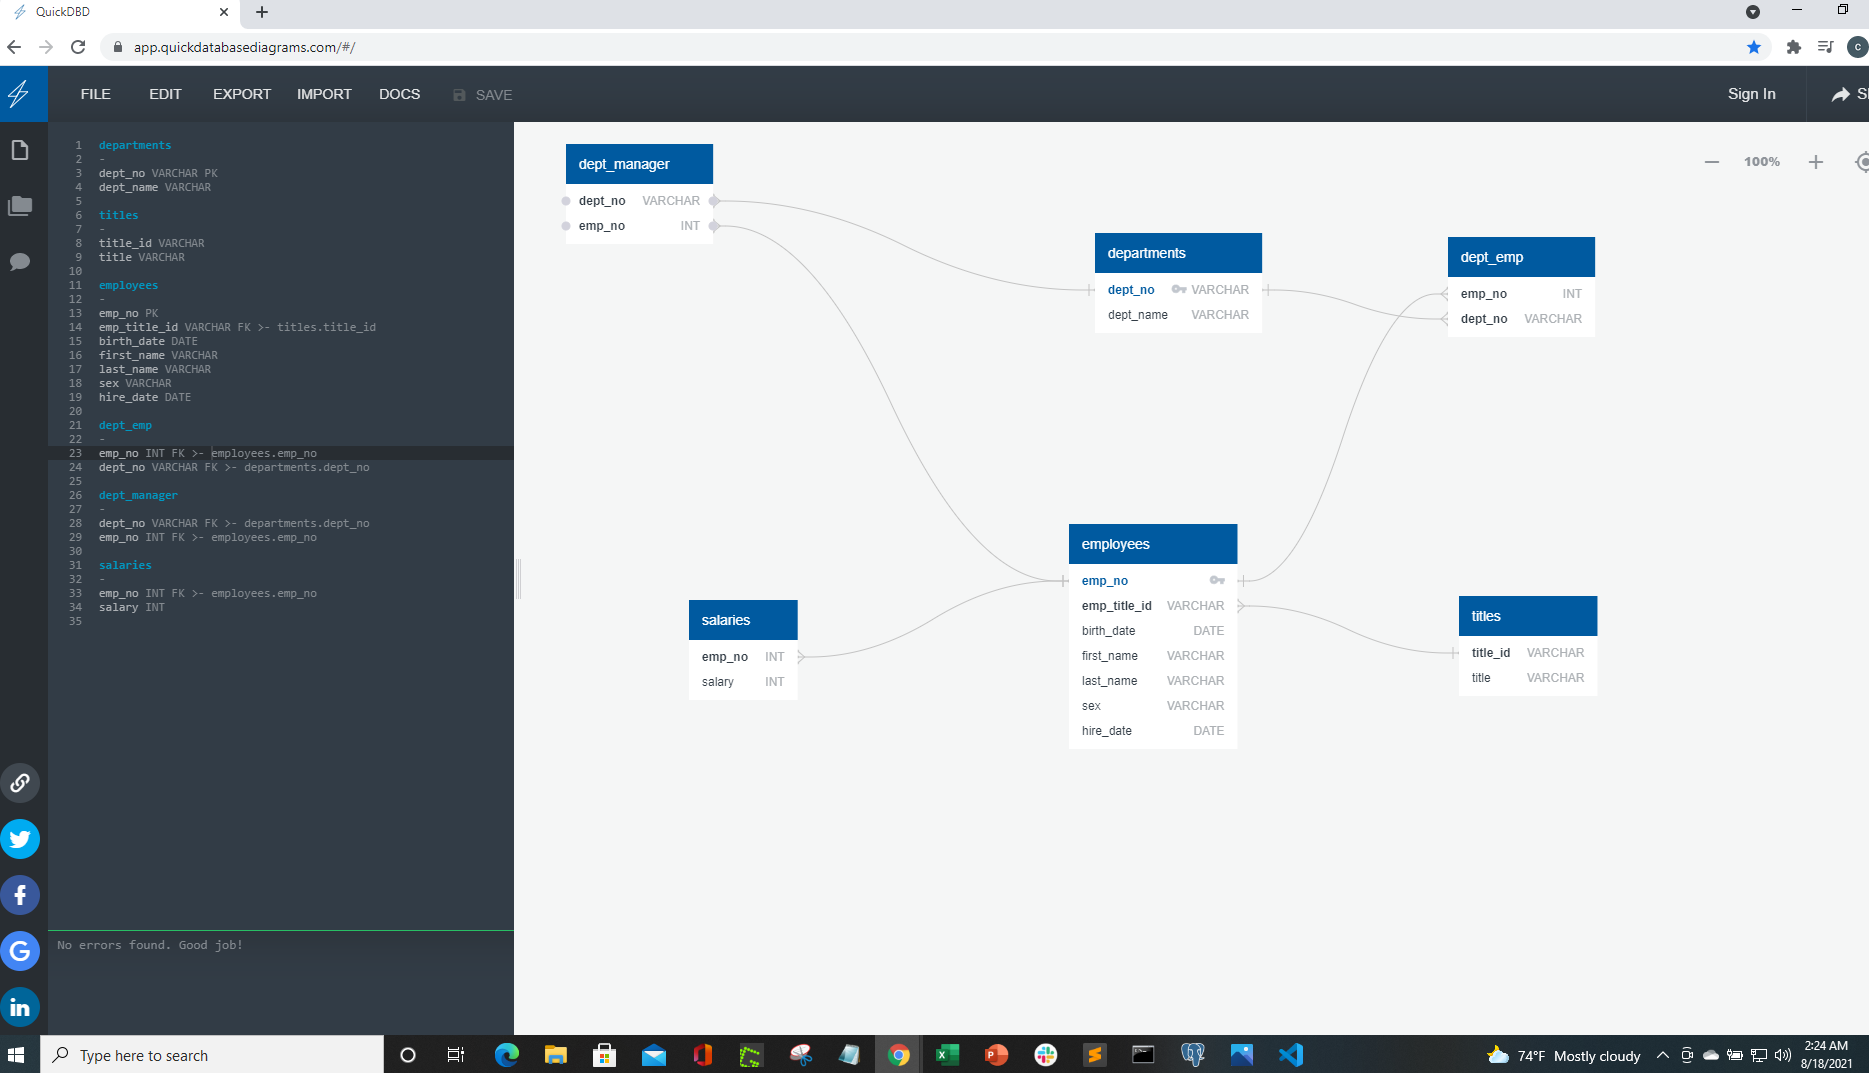 QuickDBD
app.quickdatabasediagrams.com/#/
FILE EDIT EXPORT IMPORT DOCS SAVE
Sign In
1 departments
2 -
3 dept_no VARCHAR PK
4 dept_name VARCHAR
5
6 titles
7 -
8 title_id VARCHAR
9 title VARCHAR
10
11 employees
12 -
13 emp_no PK
14 emp_title_id VARCHAR FK >- titles.title_id
15 birth_date DATE
16 first_name VARCHAR
17 last_name VARCHAR
18 sex VARCHAR
19 hire_date DATE
20
21 dept_emp
22 -
23 emp_no INT FK >- employees.emp_no
24 dept_no VARCHAR FK >- departments.dept_no
25
26 dept_manager
27 -
28 dept_no VARCHAR FK >- departments.dept_no
29 emp_no INT FK >- employees.emp_no
30
31 salaries
32 -
33 emp_no INT FK >- employees.emp_no
34 salary INT
35
No errors found. Good job!
100%
dept_manager
dept_no VARCHAR
emp_no INT
departments
dept_no VARCHAR
dept_name VARCHAR
dept_emp
emp_no INT
dept_no VARCHAR
employees
emp_no
emp_title_id VARCHAR
birth_date DATE
first_name VARCHAR
last_name VARCHAR
sex VARCHAR
hire_date DATE
salaries
emp_no INT
salary INT
titles
title_id VARCHAR
title VARCHAR
Type here to search
74°F Mostly cloudy
2:24 AM
8/18/2021